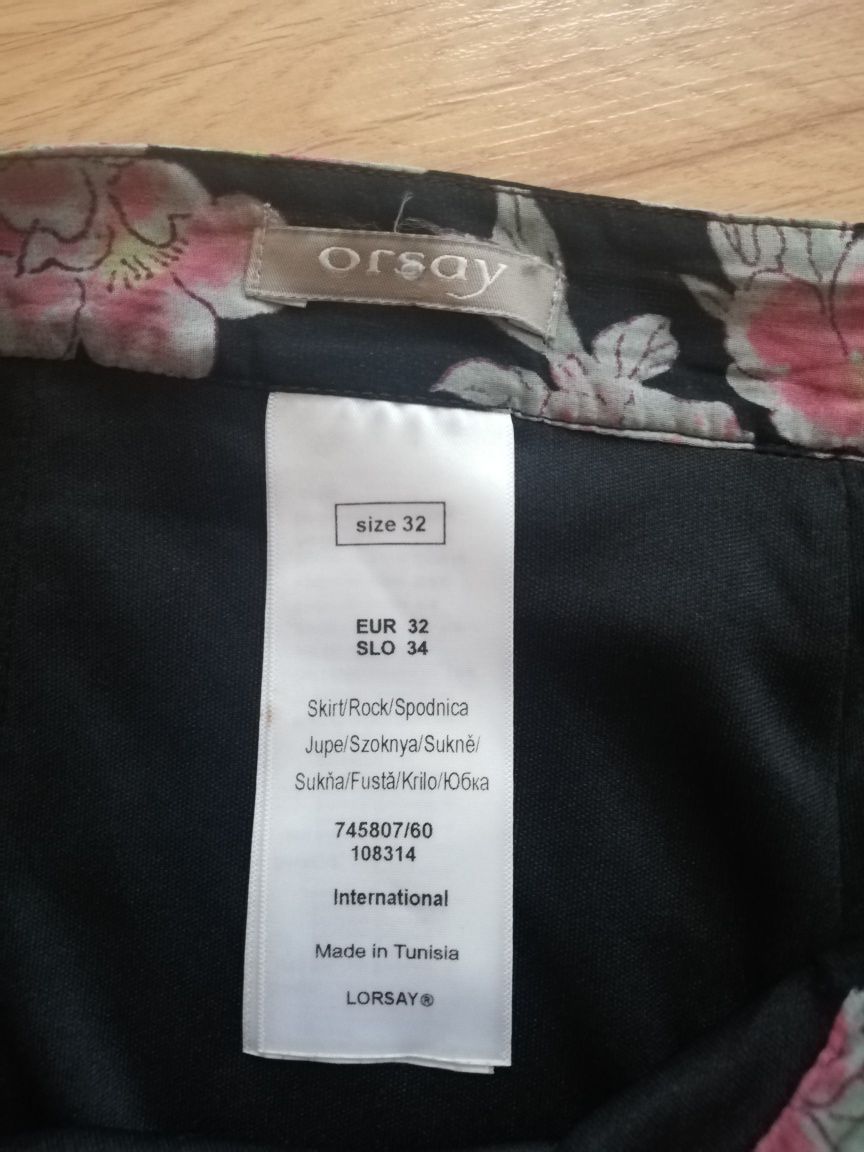 orsay
size 32
EUR 32
SLO 34
Skirt/Rock/Spodnica
Jupe/Szoknya/Sukně/
Sukňa/Fustă/Krilo/Юбка
745807/60
108314
International
Made in Tunisia
LORSAY®